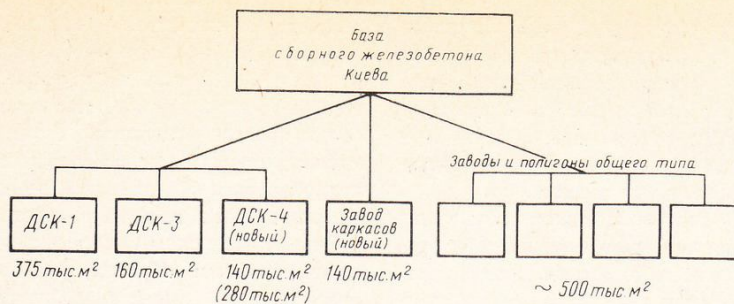 База
сборного железобетона
Киева
Заводы и полигоны общего типа
ДСК-1
ДСК-3
ДСК-4
(новый)
Завод
каркасов
(новый)
375 тыс.м²
160 тыс.м²
140 тыс.м²
(280 тыс.м²)
140 тыс.м²
~ 500 тыс.м²